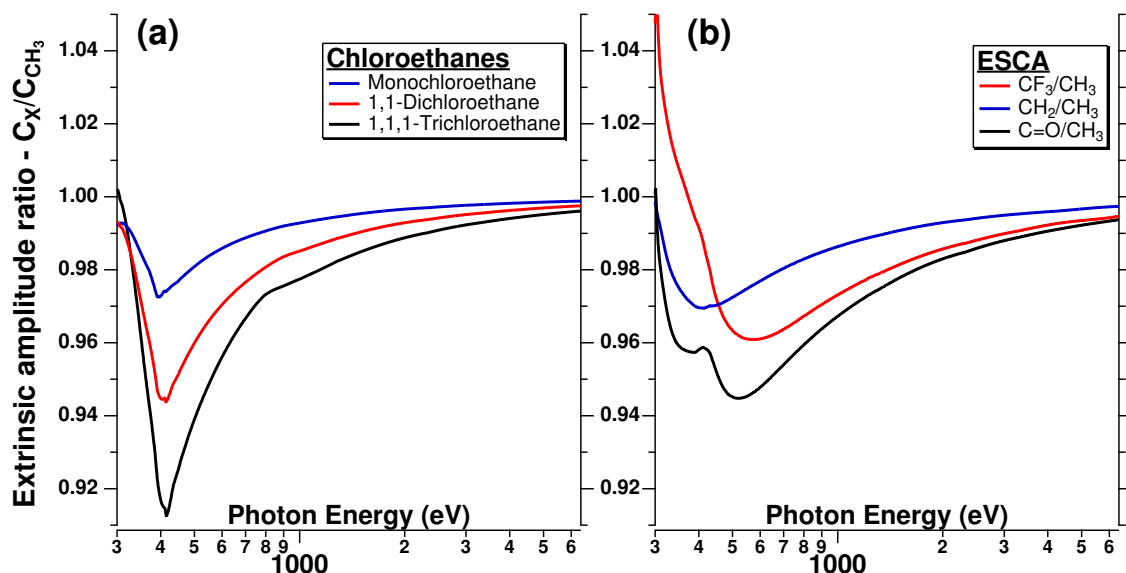 Extrinsic amplitude ratio - C_X/C_CH3
(a)
Chloroethanes
Monochloroethane
1,1-Dichloroethane
1,1,1-Trichloroethane
1.04
1.02
1.00
0.98
0.96
0.94
0.92
Photon Energy (eV)
3 4 5 6 7 8 9 1000 2 3 4 5 6
(b)
ESCA
CF3/CH3
CH2/CH3
C=O/CH3
1.04
1.02
1.00
0.98
0.96
0.94
0.92
Photon Energy (eV)
3 4 5 6 7 8 9 1000 2 3 4 5 6